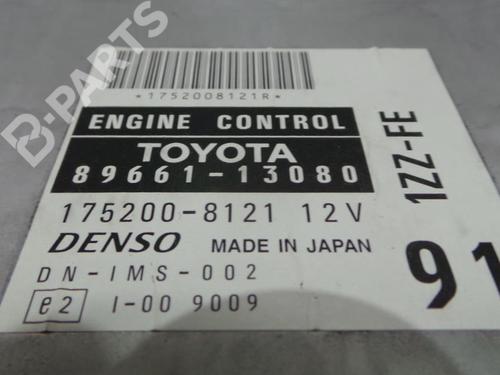 B-PARTS
*1752008121R*
ENGINE CONTROL
TOYOTA
89661-13080
175200-8121 12V
DENSO MADE IN JAPAN
DN-IMS-002
e2 I-00 9009
1ZZ-FE
91